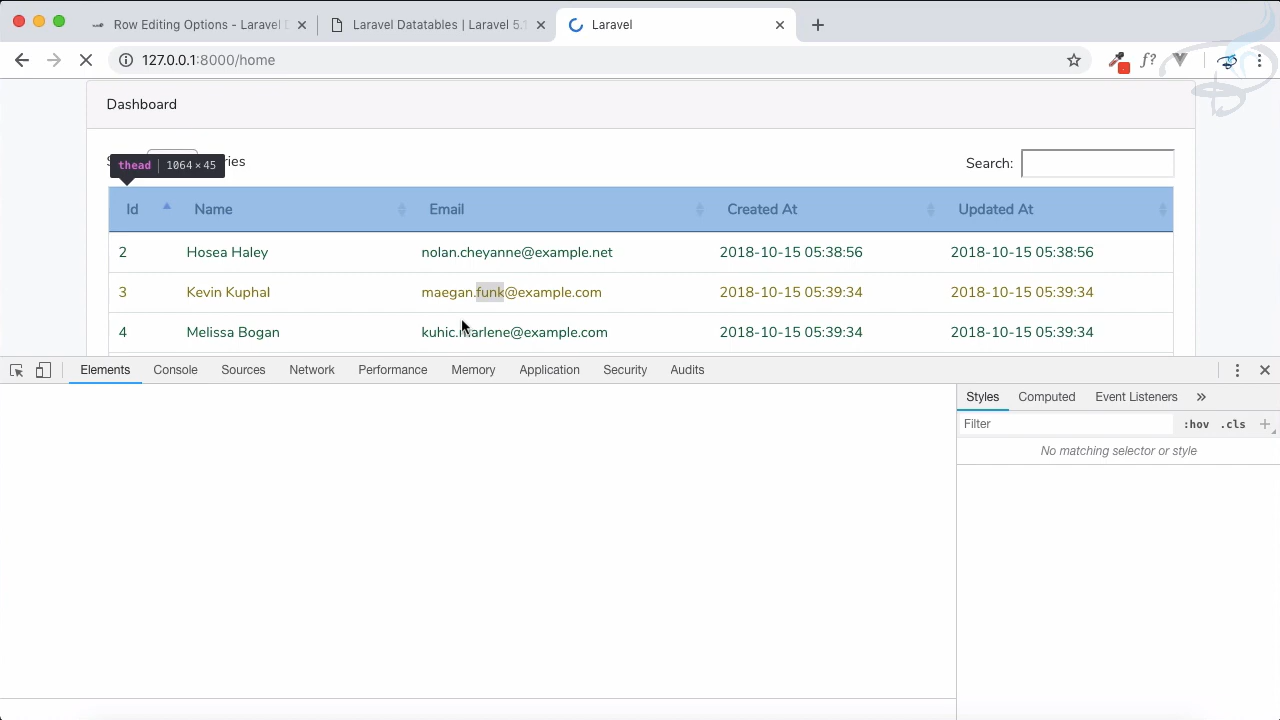 Row Editing Options - Laravel
Laravel Datatables | Laravel 5.
Laravel
127.0.0.1:8000/home
f?
Dashboard
Search:
thead 1064 × 45
Id Name Email Created At Updated At
2 Hosea Haley nolan.cheyanne@example.net 2018-10-15 05:38:56 2018-10-15 05:38:56
3 Kevin Kuphal maegan.funk@example.com 2018-10-15 05:39:34 2018-10-15 05:39:34
4 Melissa Bogan kuhic.marlene@example.com 2018-10-15 05:39:34 2018-10-15 05:39:34
Elements Console Sources Network Performance Memory Application Security Audits
Styles Computed Event Listeners »
Filter :hov .cls +
No matching selector or style